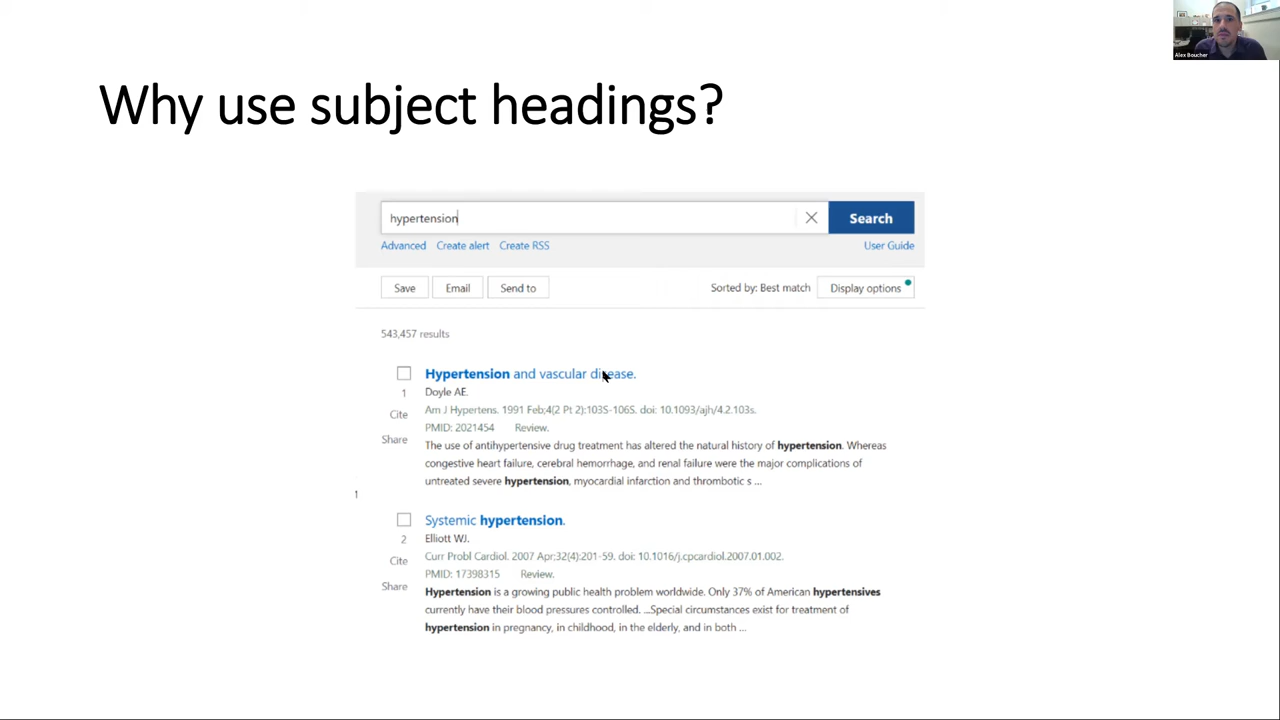 Alex Boucher
Why use subject headings?
hypertension
Search
Advanced Create alert Create RSS User Guide
Save Email Send to Sorted by: Best match Display options
543,457 results
Hypertension and vascular disease.
1 Doyle AE.
Cite Am J Hypertens. 1991 Feb;4(2 Pt 2):103S-106S. doi: 10.1093/ajh/4.2.103s.
PMID: 2021454 Review.
Share The use of antihypertensive drug treatment has altered the natural history of hypertension. Whereas
congestive heart failure, cerebral hemorrhage, and renal failure were the major complications of
untreated severe hypertension, myocardial infarction and thrombotic s ...
1
Systemic hypertension.
2 Elliott WJ.
Cite Curr Probl Cardiol. 2007 Apr;32(4):201-59. doi: 10.1016/j.cpcardiol.2007.01.002.
PMID: 17398315 Review.
Share Hypertension is a growing public health problem worldwide. Only 37% of American hypertensives
currently have their blood pressures controlled. ...Special circumstances exist for treatment of
hypertension in pregnancy, in childhood, in the elderly, and in both ...